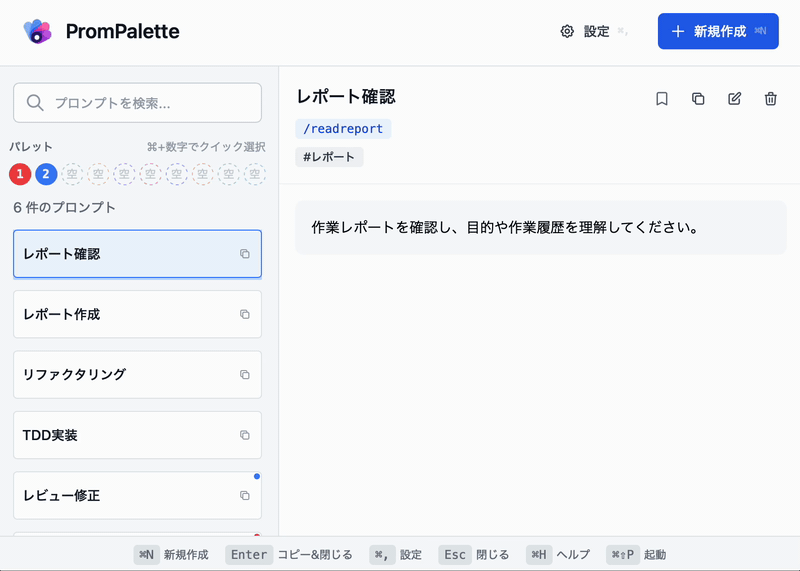 PromPalette
設定 ⌘,
新規作成 ⌘N
プロンプトを検索...
パレット
⌘+数字でクイック選択
1 2 空 空 空 空 空 空 空 空
6 件のプロンプト
レポート確認
レポート作成
リファクタリング
TDD実装
レビュー修正
レポート確認
/readreport
#レポート
作業レポートを確認し、目的や作業履歴を理解してください。
⌘N 新規作成 Enter コピー&閉じる ⌘, 設定 Esc 閉じる ⌘H ヘルプ ⌘⇧P 起動